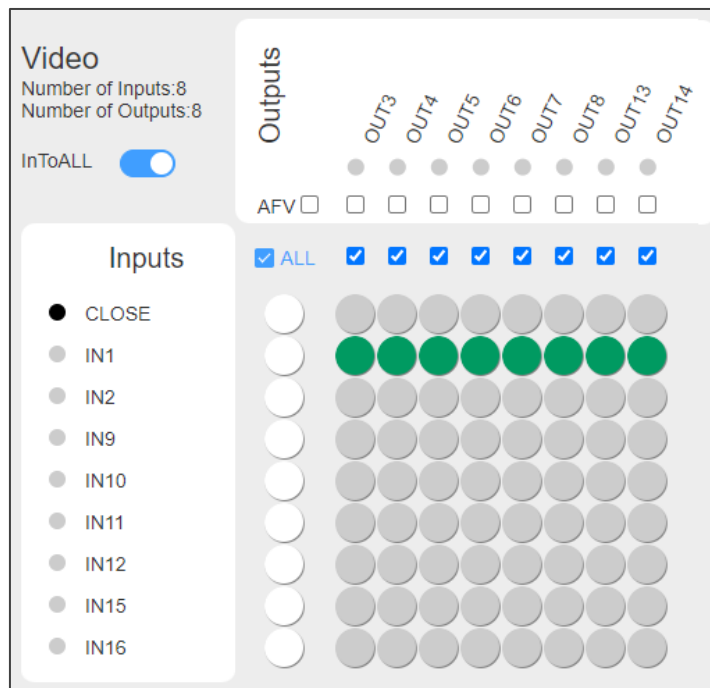 Video
Number of Inputs:8
Number of Outputs:8
InToALL
Outputs
OUT3
OUT4
OUT5
OUT6
OUT7
OUT8
OUT13
OUT14
AFV
Inputs
ALL
CLOSE
IN1
IN2
IN9
IN10
IN11
IN12
IN15
IN16